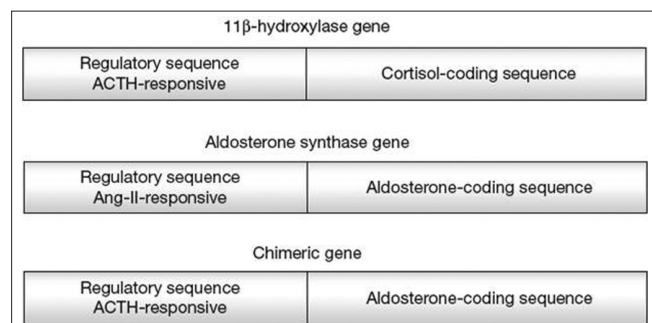 11β-hydroxylase gene
Regulatory sequence
ACTH-responsive
Cortisol-coding sequence
Aldosterone synthase gene
Regulatory sequence
Ang-II-responsive
Aldosterone-coding sequence
Chimeric gene
Regulatory sequence
ACTH-responsive
Aldosterone-coding sequence